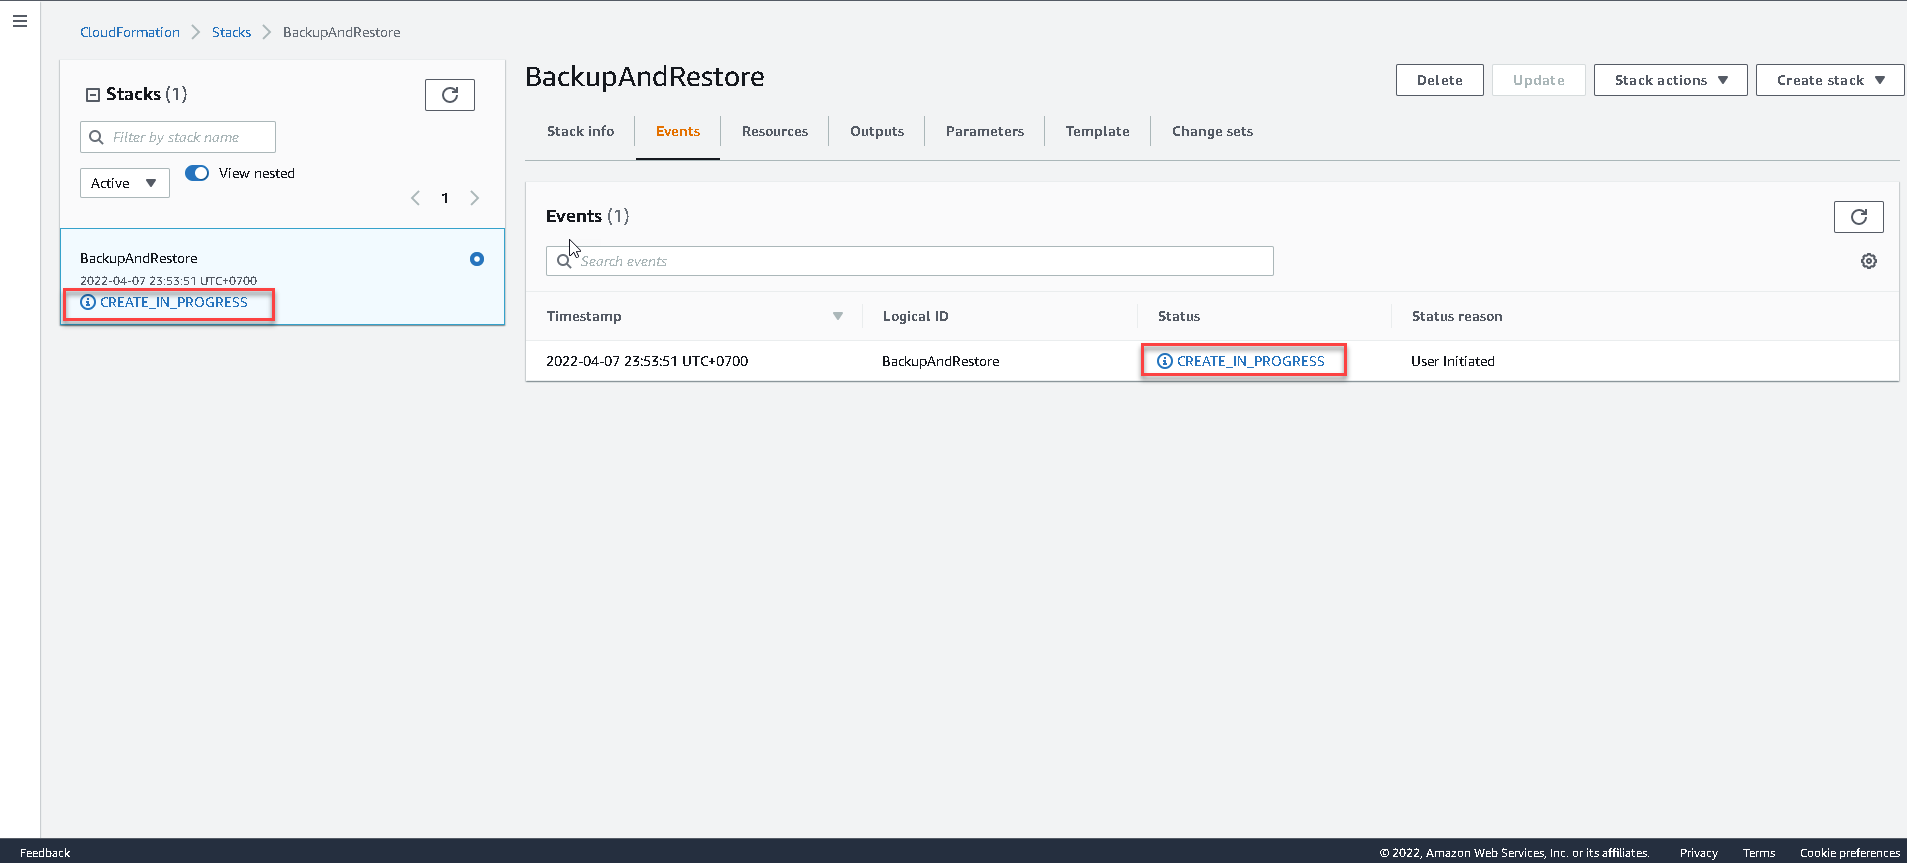 CloudFormation > Stacks > BackupAndRestore
Stacks (1)
Filter by stack name
Active
View nested
1
BackupAndRestore
2022-04-07 23:53:51 UTC+0700
CREATE_IN_PROGRESS
BackupAndRestore
Delete Update Stack actions Create stack
Stack info Events Resources Outputs Parameters Template Change sets
Events (1)
Search events
Timestamp Logical ID Status Status reason
2022-04-07 23:53:51 UTC+0700 BackupAndRestore CREATE_IN_PROGRESS User Initiated
Feedback © 2022, Amazon Web Services, Inc. or its affiliates. Privacy Terms Cookie preferences